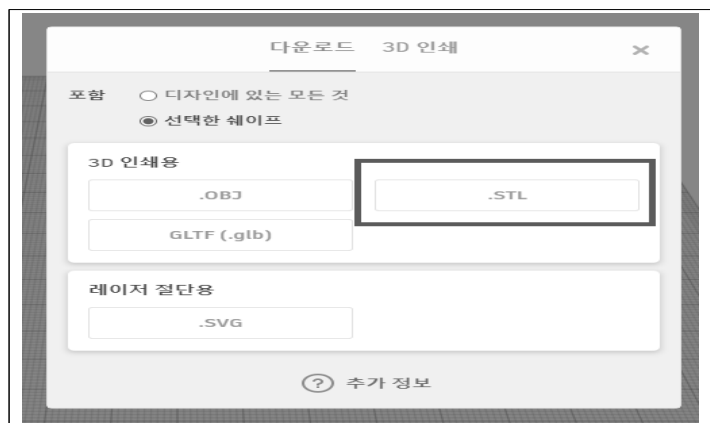 다운로드 3D 인쇄 ×
포함 디자인에 있는 모든 것
선택한 쉐이프
3D 인쇄용
.OBJ .STL
GLTF (.glb)
레이저 절단용
.SVG
? 추가 정보